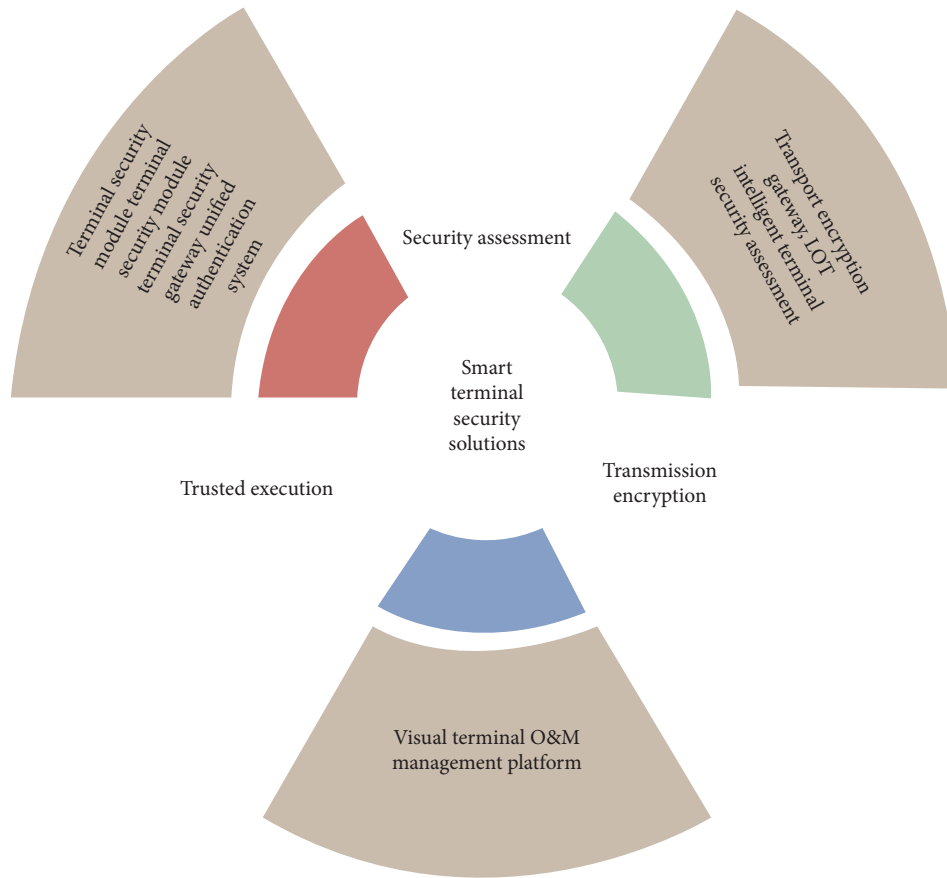 Terminal security
module terminal
security module
terminal security
gateway unified
authentication
system
Security assessment
Transport encryption
gateway, LOT
intelligent terminal
security assessment
Smart
terminal
security
solutions
Trusted execution
Transmission
encryption
Visual terminal O&M
management platform